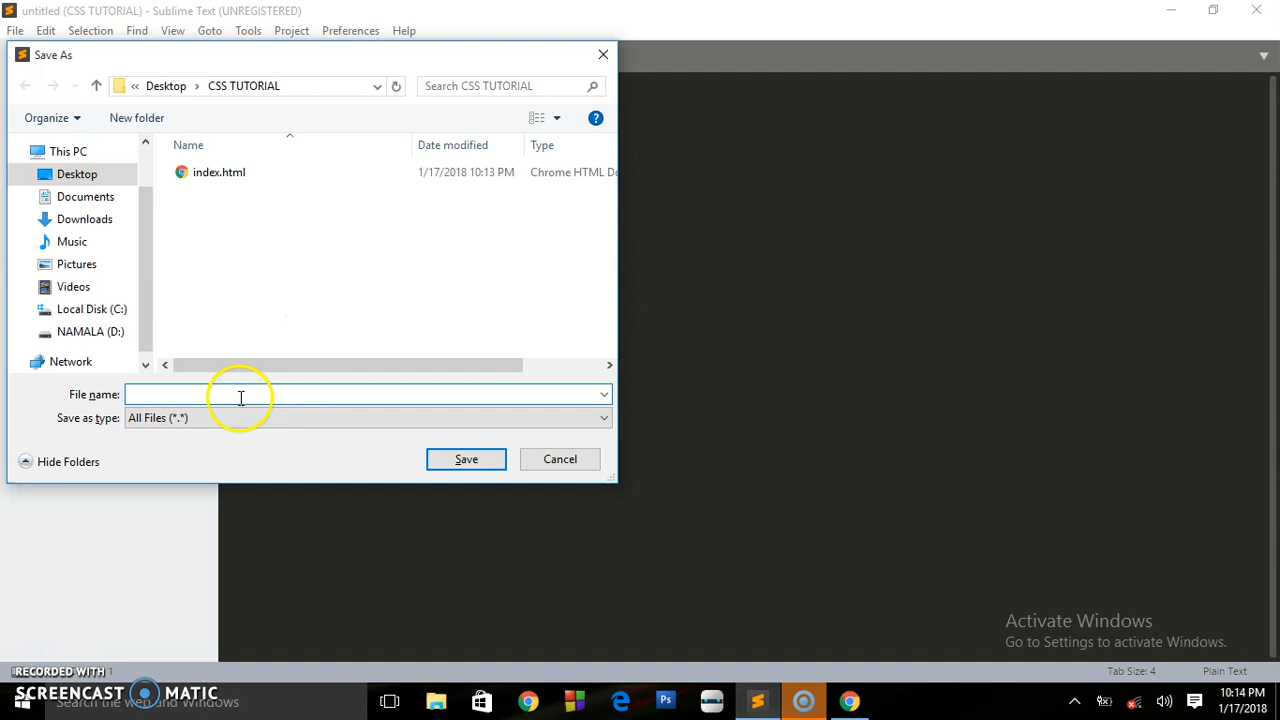 untitled (CSS TUTORIAL) - Sublime Text (UNREGISTERED)
File Edit Selection Find View Goto Tools Project Preferences Help
Save As
Desktop CSS TUTORIAL Search CSS TUTORIAL
Organize New folder
Name Date modified Type
index.html 1/17/2018 10:13 PM Chrome HTML Do
This PC
Desktop
Documents
Downloads
Music
Pictures
Videos
Local Disk (C:)
NAMALA (D:)
Network
File name:
Save as type: All Files (*.*)
Hide Folders Save Cancel
Activate Windows
Go to Settings to activate Windows.
RECORDED WITH 1 Tab Size: 4 Plain Text
SCREENCAST MATIC
Search the web and Windows
10:14 PM
1/17/2018